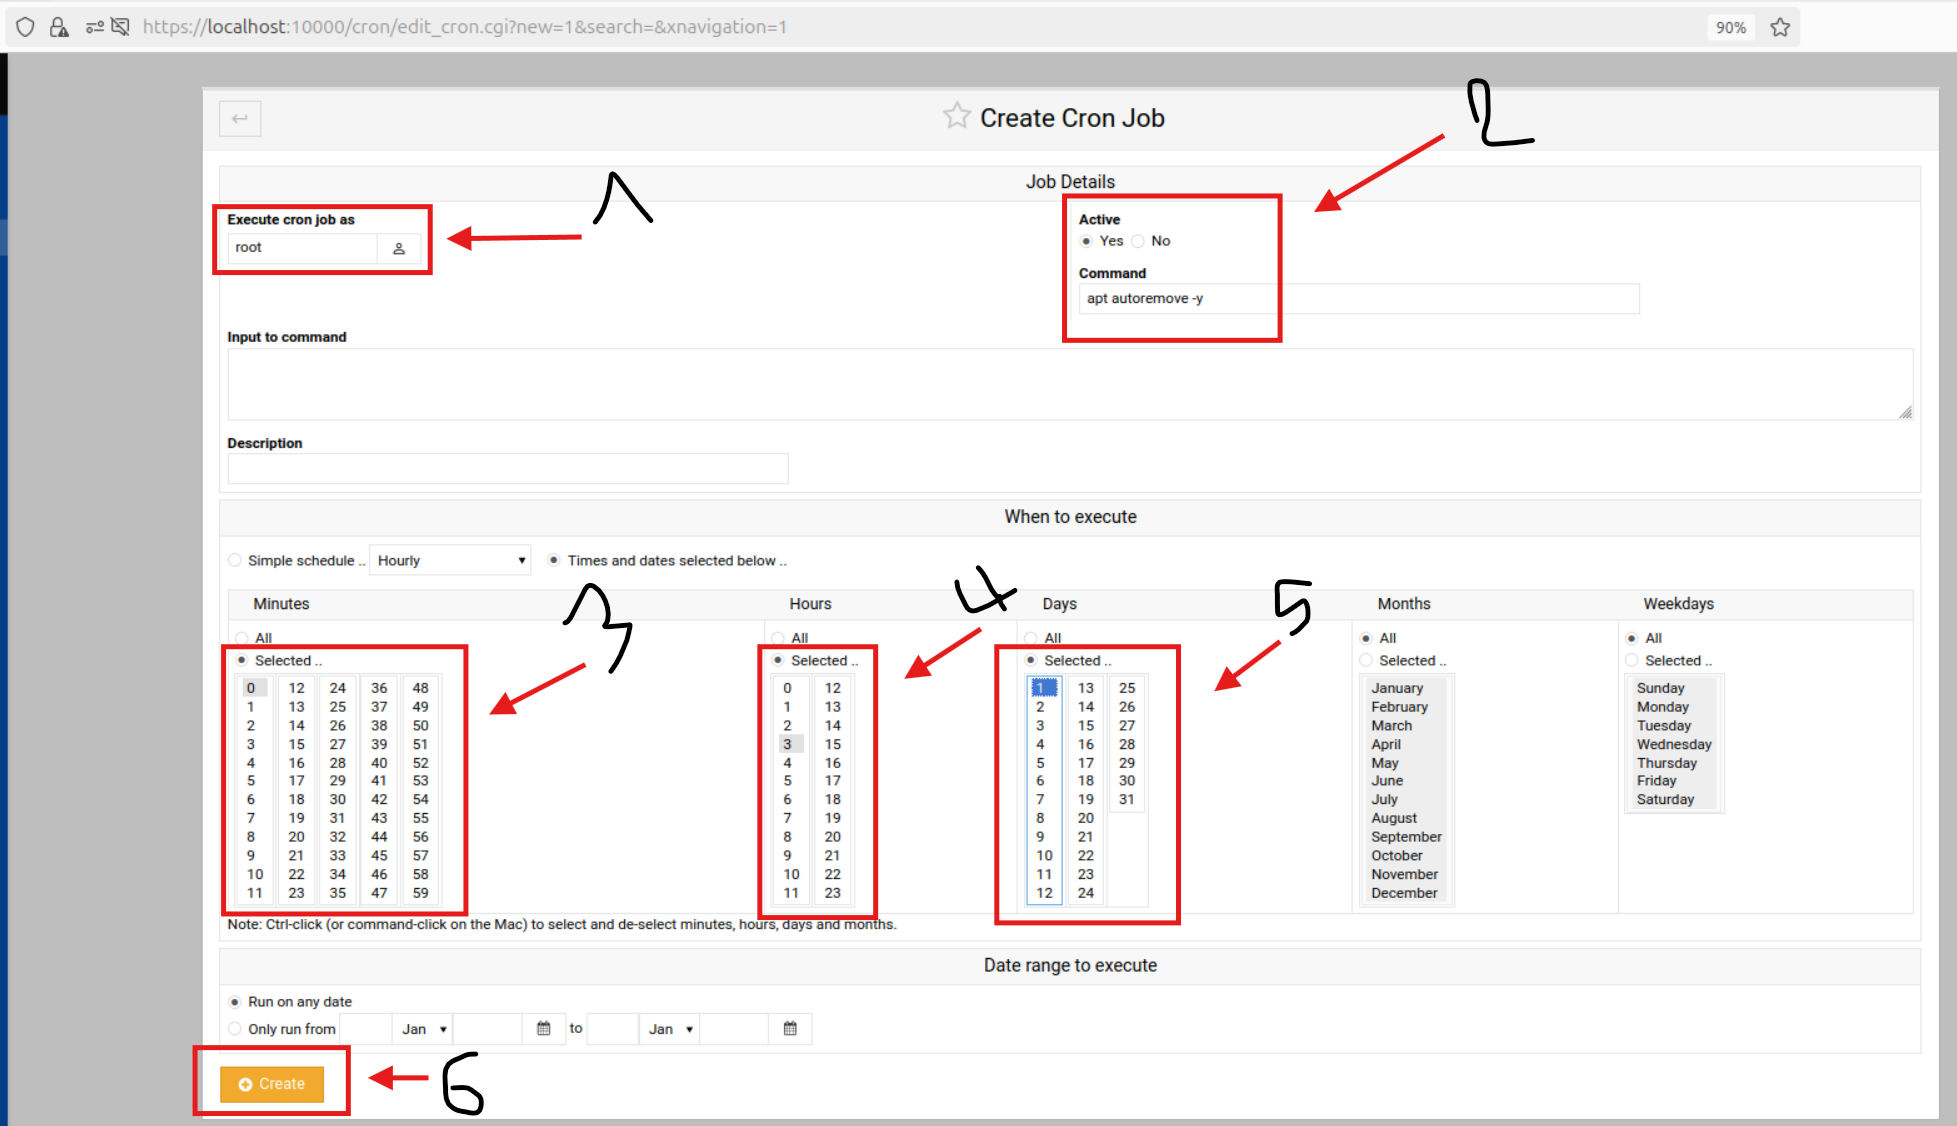 https://localhost:10000/cron/edit_cron.cgi?new=1&search=&xnavigation=1
90%
Create Cron Job
2
Job Details
1
Execute cron job as
root
Active
Yes No
Command
apt autoremove -y
Input to command
Description
When to execute
Simple schedule .. Hourly Times and dates selected below ..
3
4
5
Minutes Hours Days Months Weekdays
All All All All All
Selected .. Selected .. Selected .. Selected .. Selected ..
0 12 24 36 48 0 12 1 13 25 January Sunday
1 13 25 37 49 1 13 2 14 26 February Monday
2 14 26 38 50 2 14 3 15 27 March Tuesday
3 15 27 39 51 3 15 4 16 28 April Wednesday
4 16 28 40 52 4 16 5 17 29 May Thursday
5 17 29 41 53 5 17 6 18 30 June Friday
6 18 30 42 54 6 18 7 19 31 July Saturday
7 19 31 43 55 7 19 8 20 August
8 20 32 44 56 8 20 9 21 September
9 21 33 45 57 9 21 10 22 October
10 22 34 46 58 10 22 11 23 November
11 23 35 47 59 11 23 12 24 December
Note: Ctrl-click (or command-click on the Mac) to select and de-select minutes, hours, days and months.
Date range to execute
Run on any date
Only run from Jan to Jan
Create
6